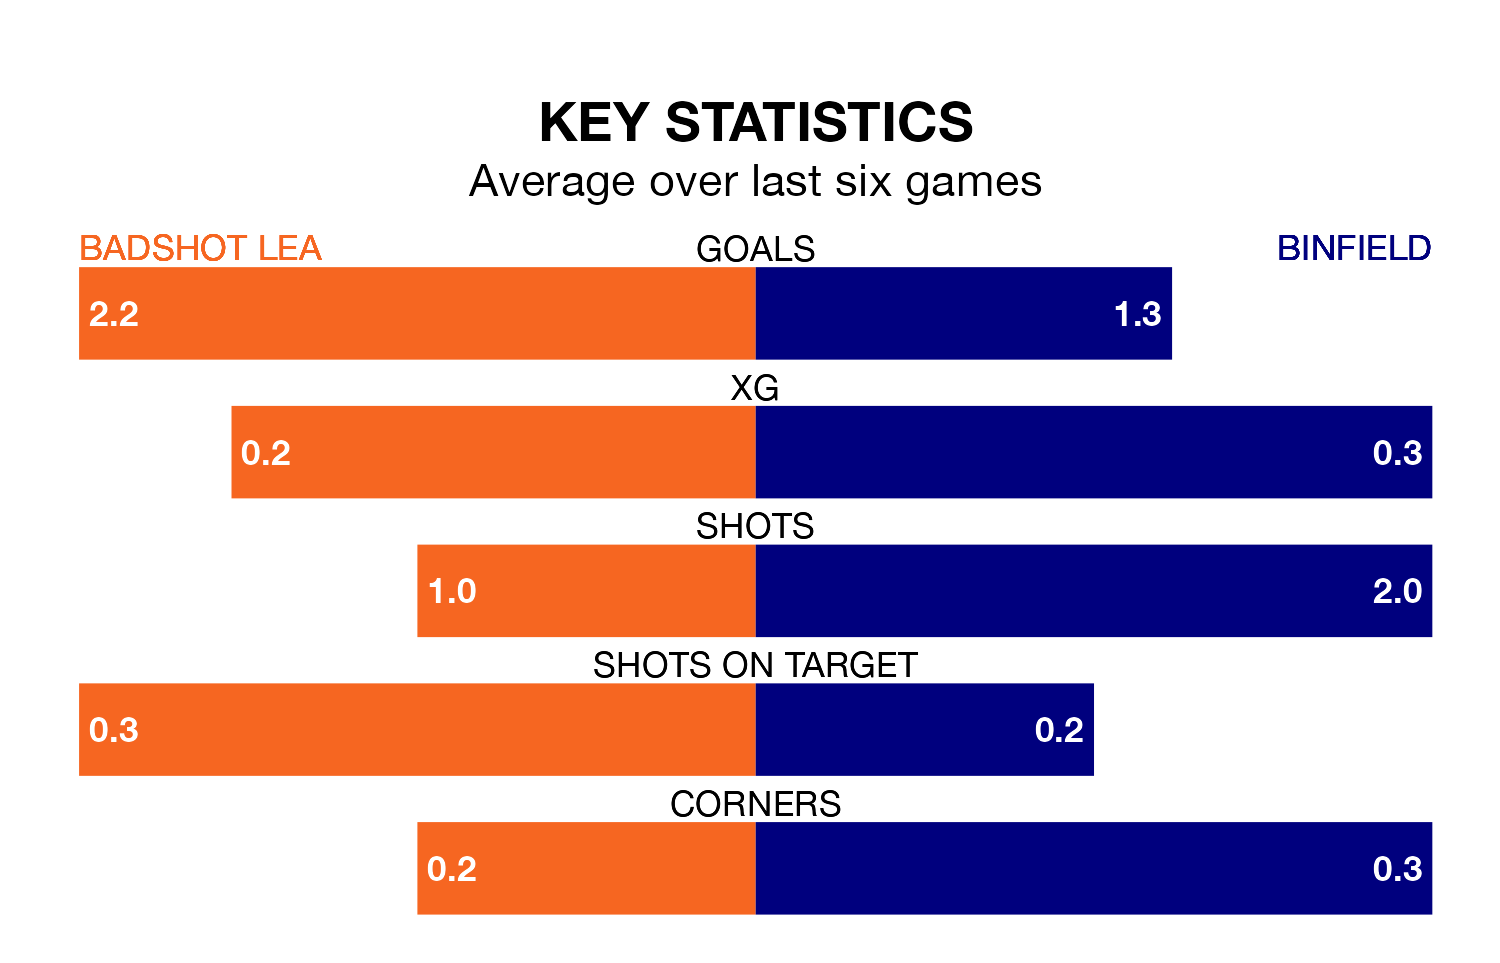 KEY STATISTICS
Average over last six games
BADSHOT LEA GOALS BINFIELD
2.2 1.3
XG
0.2 0.3
SHOTS
1.0 2.0
SHOTS ON TARGET
0.3 0.2
CORNERS
0.2 0.3